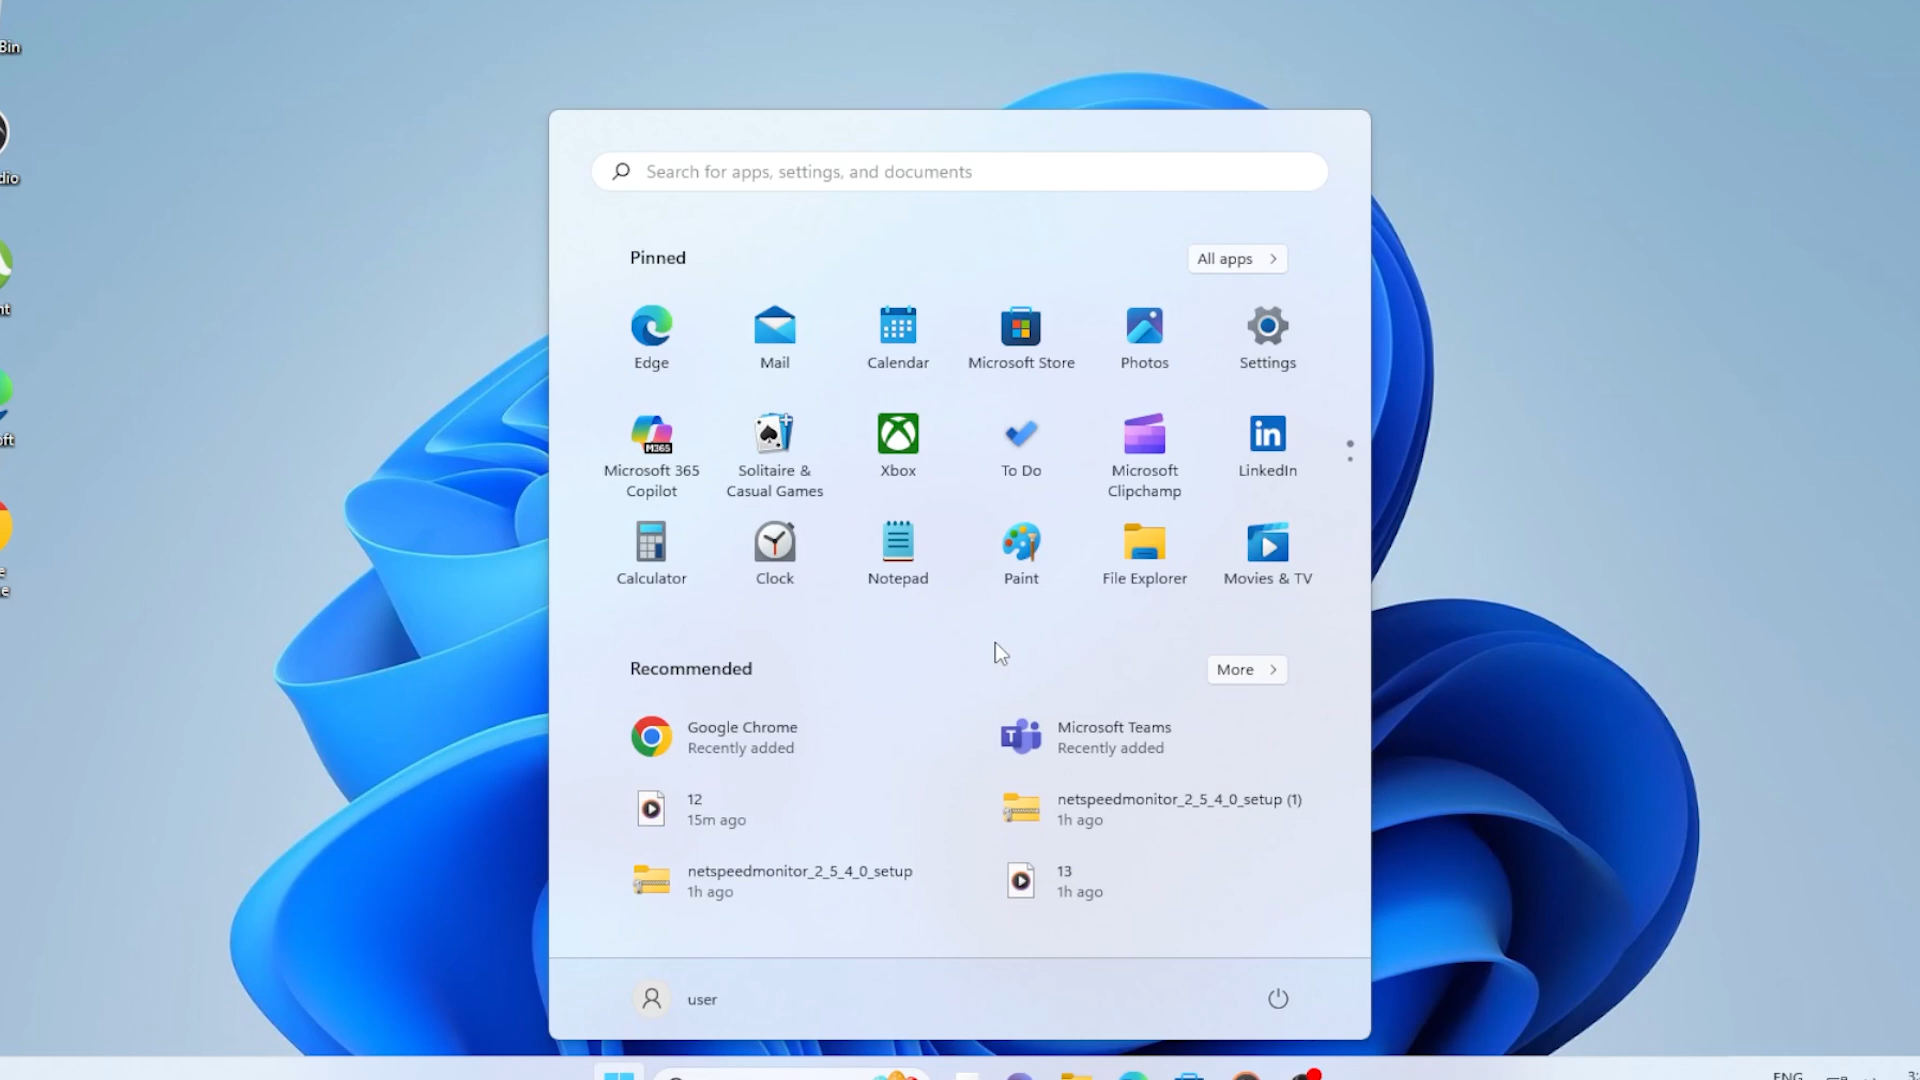 Bin
Search for apps, settings, and documents
Pinned
All apps
Edge
Mail
Calendar
Microsoft Store
Photos
Settings
M365
Microsoft 365
Copilot
Solitaire &
Casual Games
Xbox
To Do
Microsoft
Clipchamp
LinkedIn
Calculator
Clock
Notepad
Paint
File Explorer
Movies & TV
Recommended
More
Google Chrome
Recently added
Microsoft Teams
Recently added
12
15m ago
netspeedmonitor_2_5_4_0_setup (1)
1h ago
netspeedmonitor_2_5_4_0_setup
1h ago
13
1h ago
user
ENG